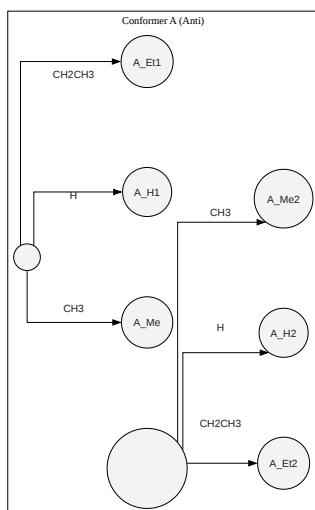 Conformer A (Anti)
A_Et1
CH2CH3
A_H1
H
A_Me2
CH3
CH3
A_Me
H
A_H2
CH2CH3
A_Et2